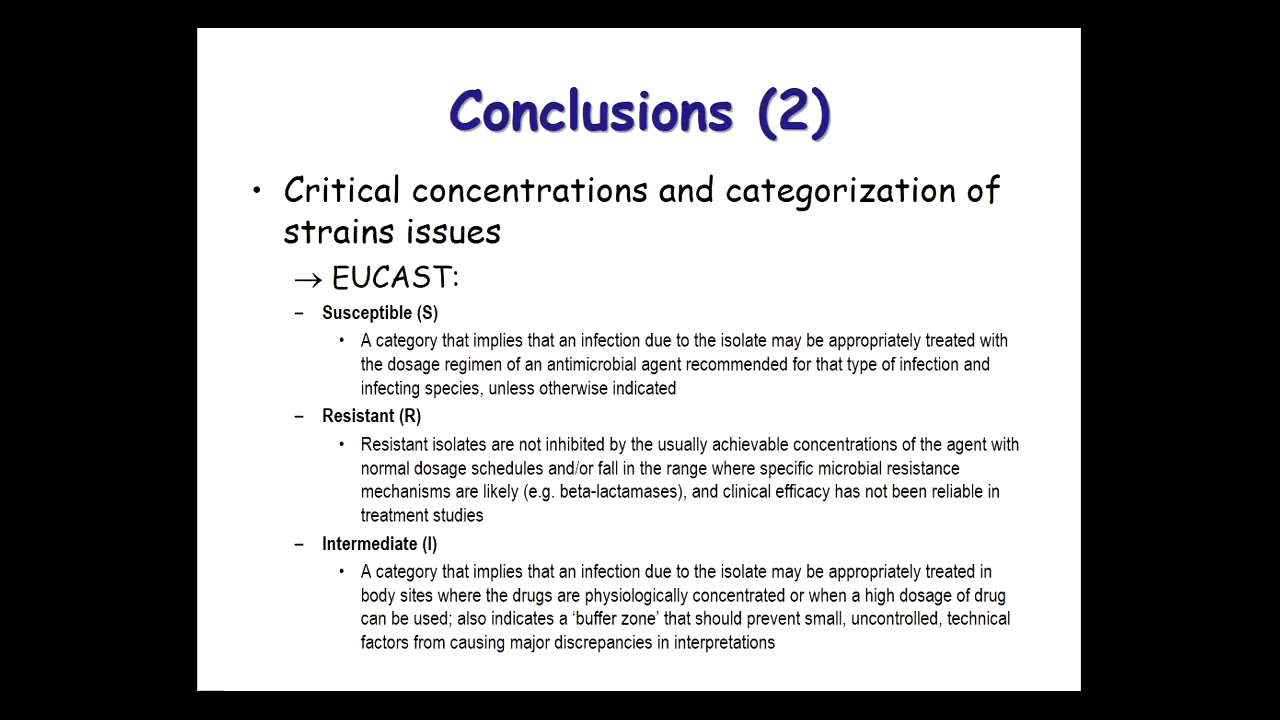 Conclusions (2)
• Critical concentrations and categorization of
strains issues
→ EUCAST:
– Susceptible (S)
• A category that implies that an infection due to the isolate may be appropriately treated with
the dosage regimen of an antimicrobial agent recommended for that type of infection and
infecting species, unless otherwise indicated
– Resistant (R)
• Resistant isolates are not inhibited by the usually achievable concentrations of the agent with
normal dosage schedules and/or fall in the range where specific microbial resistance
mechanisms are likely (e.g. beta-lactamases), and clinical efficacy has not been reliable in
treatment studies
– Intermediate (I)
• A category that implies that an infection due to the isolate may be appropriately treated in
body sites where the drugs are physiologically concentrated or when a high dosage of drug
can be used; also indicates a ‘buffer zone’ that should prevent small, uncontrolled, technical
factors from causing major discrepancies in interpretations